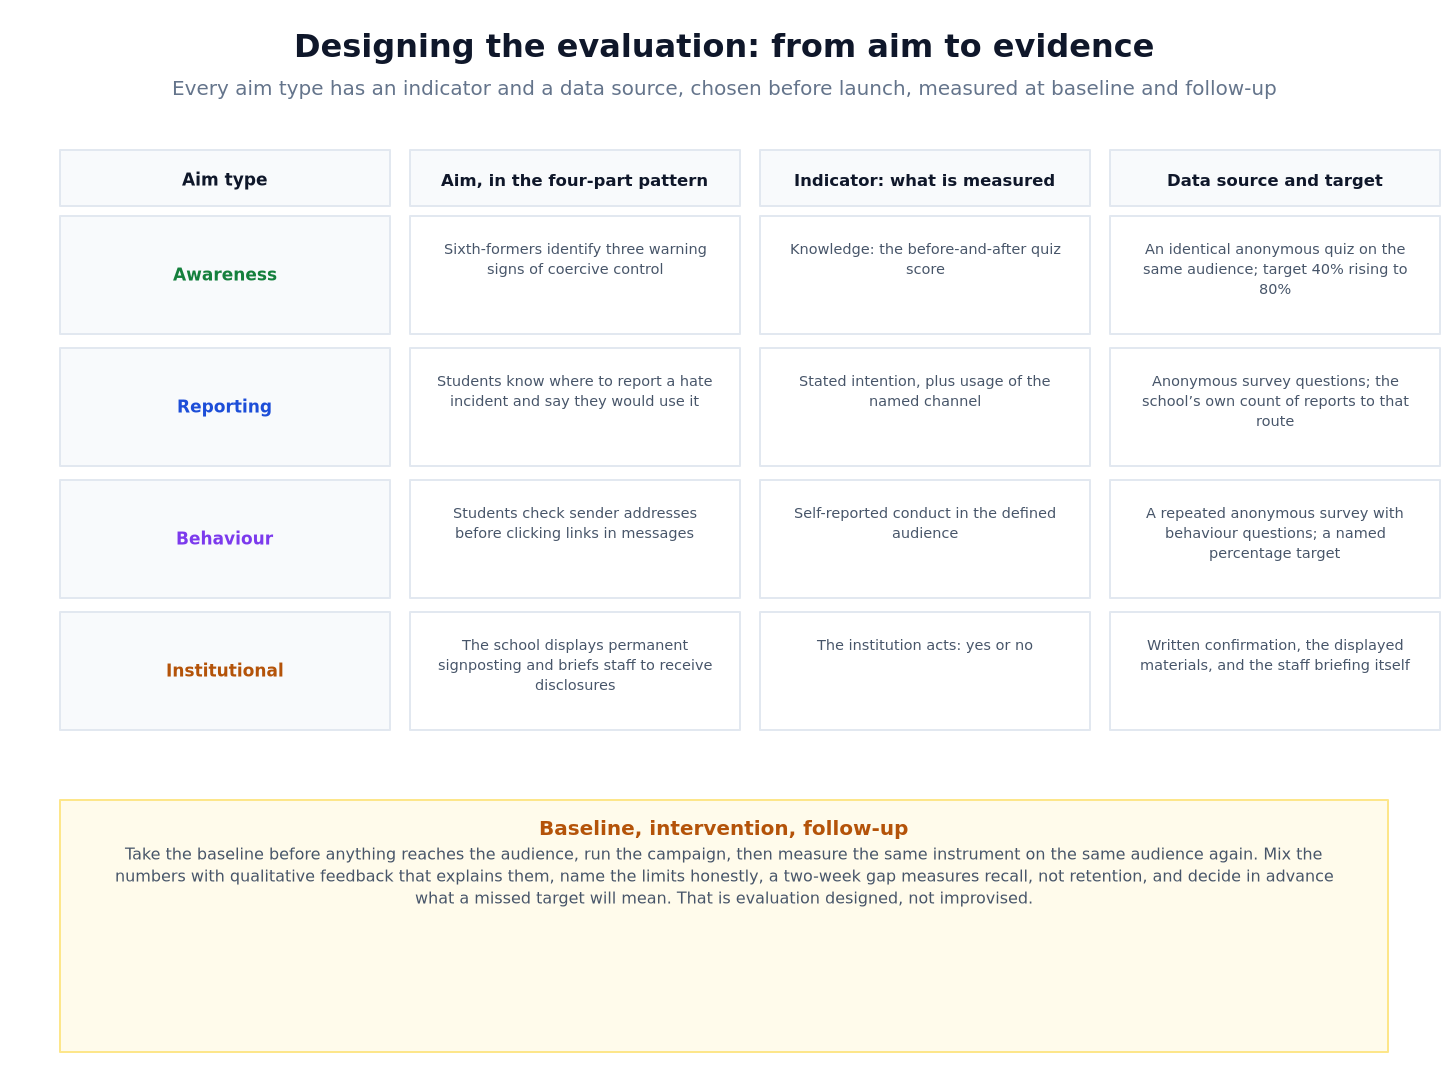 Designing the evaluation: from aim to evidence
Every aim type has an indicator and a data source, chosen before launch, measured at baseline and follow-up
Aim type
Aim, in the four-part pattern
Indicator: what is measured
Data source and target
Awareness
Sixth-formers identify three warning
signs of coercive control
Knowledge: the before-and-after quiz
score
An identical anonymous quiz on the
same audience; target 40% rising to
80%
Reporting
Students know where to report a hate
incident and say they would use it
Stated intention, plus usage of the
named channel
Anonymous survey questions; the
school’s own count of reports to that
route
Behaviour
Students check sender addresses
before clicking links in messages
Self-reported conduct in the defined
audience
A repeated anonymous survey with
behaviour questions; a named
percentage target
Institutional
The school displays permanent
signposting and briefs staff to receive
disclosures
The institution acts: yes or no
Written confirmation, the displayed
materials, and the staff briefing itself
Baseline, intervention, follow-up
Take the baseline before anything reaches the audience, run the campaign, then measure the same instrument on the same audience again. Mix the
numbers with qualitative feedback that explains them, name the limits honestly, a two-week gap measures recall, not retention, and decide in advance
what a missed target will mean. That is evaluation designed, not improvised.